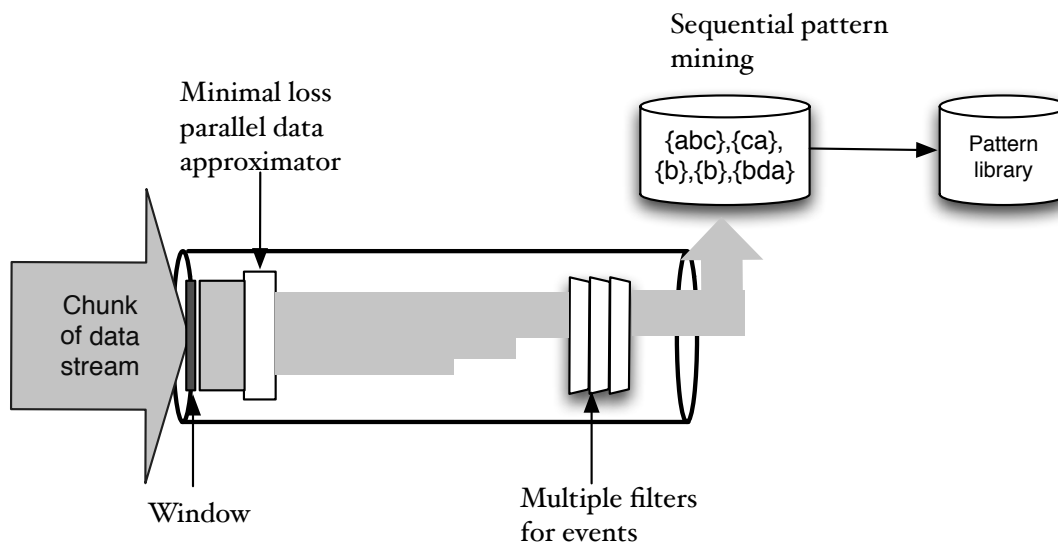 Sequential pattern
mining
Minimal loss
parallel data
approximator
{abc},{ca},
{b},{b},{bda}
Pattern
library
Chunk
of data
stream
Window
Multiple filters
for events